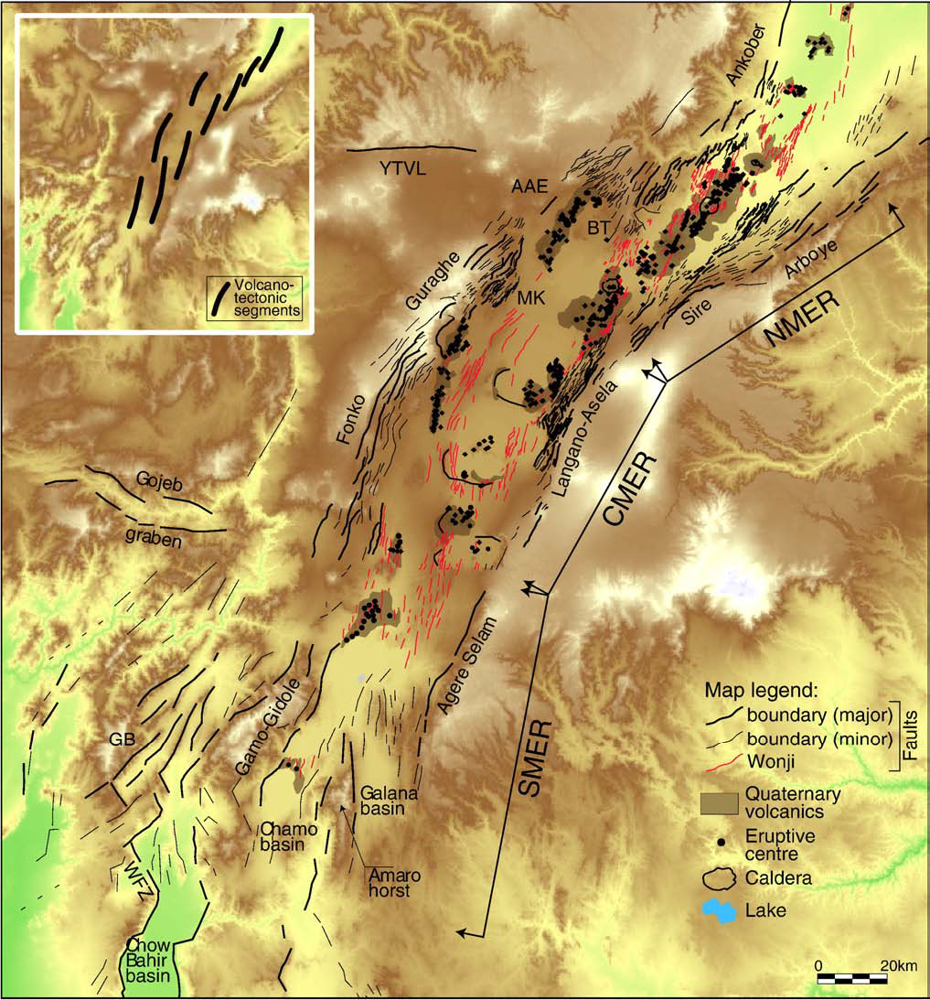 Volcano-
tectonic
segments
Ankober
YTVL
AAE
BT
Guraghe
MK
Arboye
Sire
NMER
Fonko
Langano-Asela
CMER
Gojeb
graben
Agere Selam
Gamo-Gidole
GB
SMER
Galana
basin
Chamo
basin
Amaro
horst
WFZ
Chow
Bahir
basin
Map legend:
boundary (major)
boundary (minor)
Wonji
Faults
Quaternary
volcanics
Eruptive
centre
Caldera
Lake
0 20km